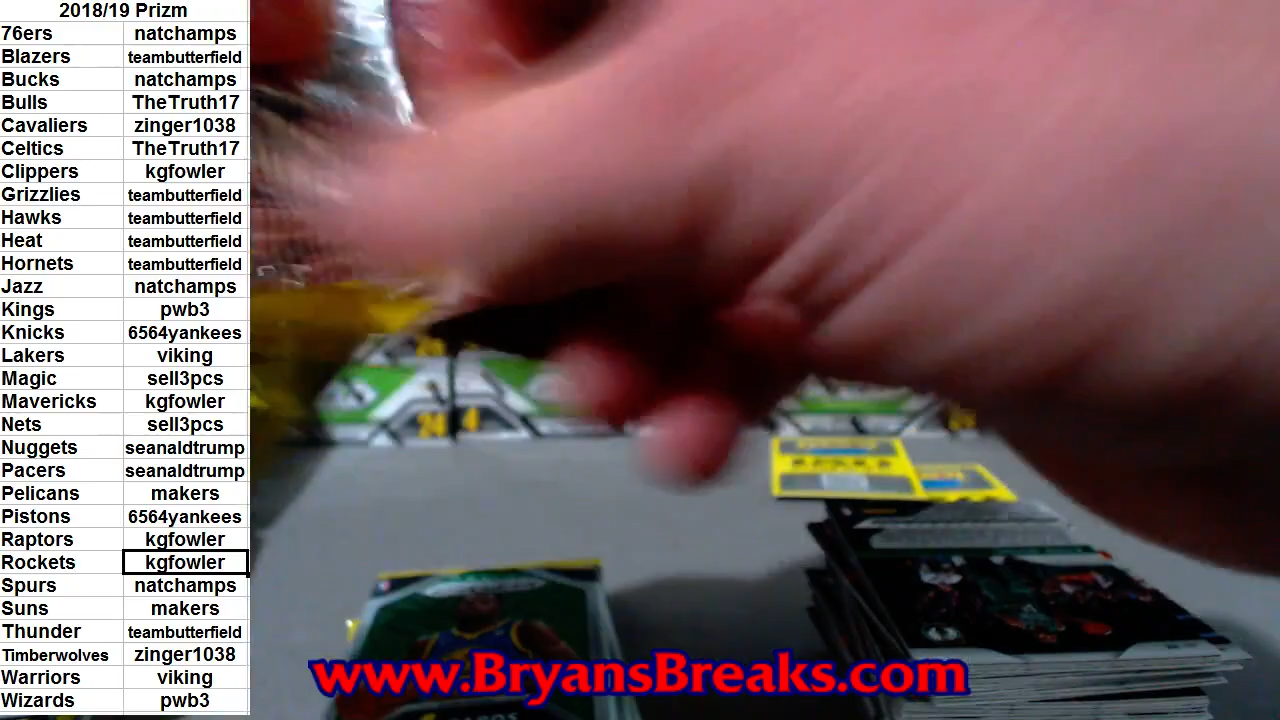 2018/19 Prizm
76ers natchamps
Blazers teambutterfield
Bucks natchamps
Bulls TheTruth17
Cavaliers zinger1038
Celtics TheTruth17
Clippers kgfowler
Grizzlies teambutterfield
Hawks teambutterfield
Heat teambutterfield
Hornets teambutterfield
Jazz natchamps
Kings pwb3
Knicks 6564yankees
Lakers viking
Magic sell3pcs
Mavericks kgfowler
Nets sell3pcs
Nuggets seanaldtrump
Pacers seanaldtrump
Pelicans makers
Pistons 6564yankees
Raptors kgfowler
Rockets kgfowler
Spurs natchamps
Suns makers
Thunder teambutterfield
Timberwolves zinger1038
Warriors viking
Wizards pwb3
24 4
www.BryansBreaks.com